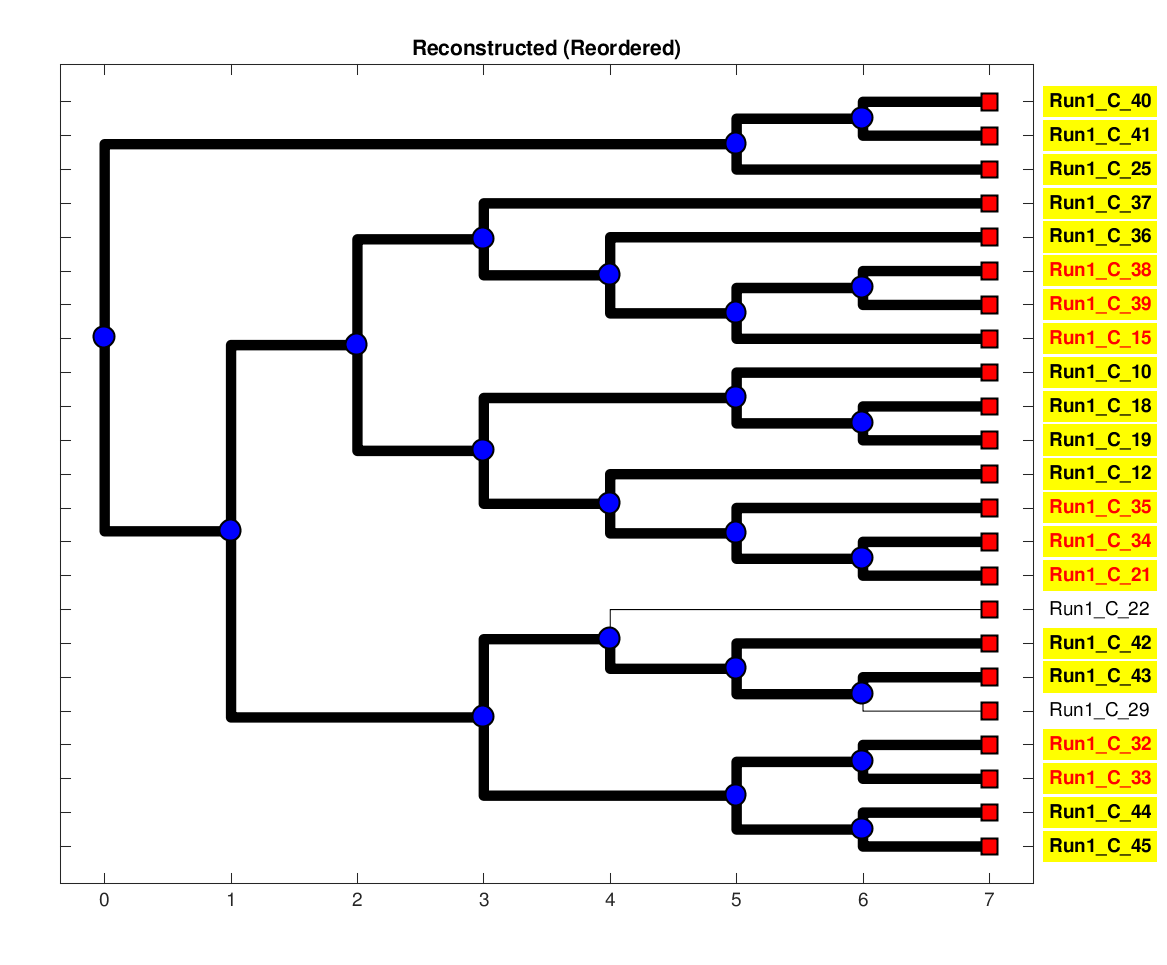 Reconstructed (Reordered)
Run1_C_40
Run1_C_41
Run1_C_25
Run1_C_37
Run1_C_36
Run1_C_38
Run1_C_39
Run1_C_15
Run1_C_10
Run1_C_18
Run1_C_19
Run1_C_12
Run1_C_35
Run1_C_34
Run1_C_21
Run1_C_22
Run1_C_42
Run1_C_43
Run1_C_29
Run1_C_32
Run1_C_33
Run1_C_44
Run1_C_45
0 1 2 3 4 5 6 7